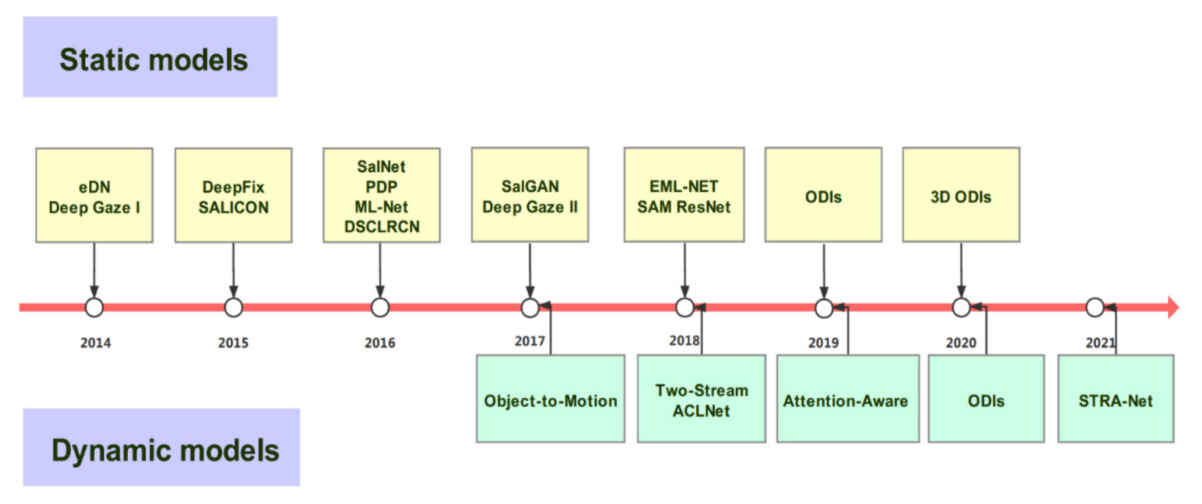 Static models
eDN
Deep Gaze I
DeepFix
SALICON
SalNet
PDP
ML-Net
DSCLRCN
SalGAN
Deep Gaze II
EML-NET
SAM ResNet
ODIs
3D ODIs
2014
2015
2016
2017
2018
2019
2020
2021
Object-to-Motion
Two-Stream
ACLNet
Attention-Aware
ODIs
STRA-Net
Dynamic models